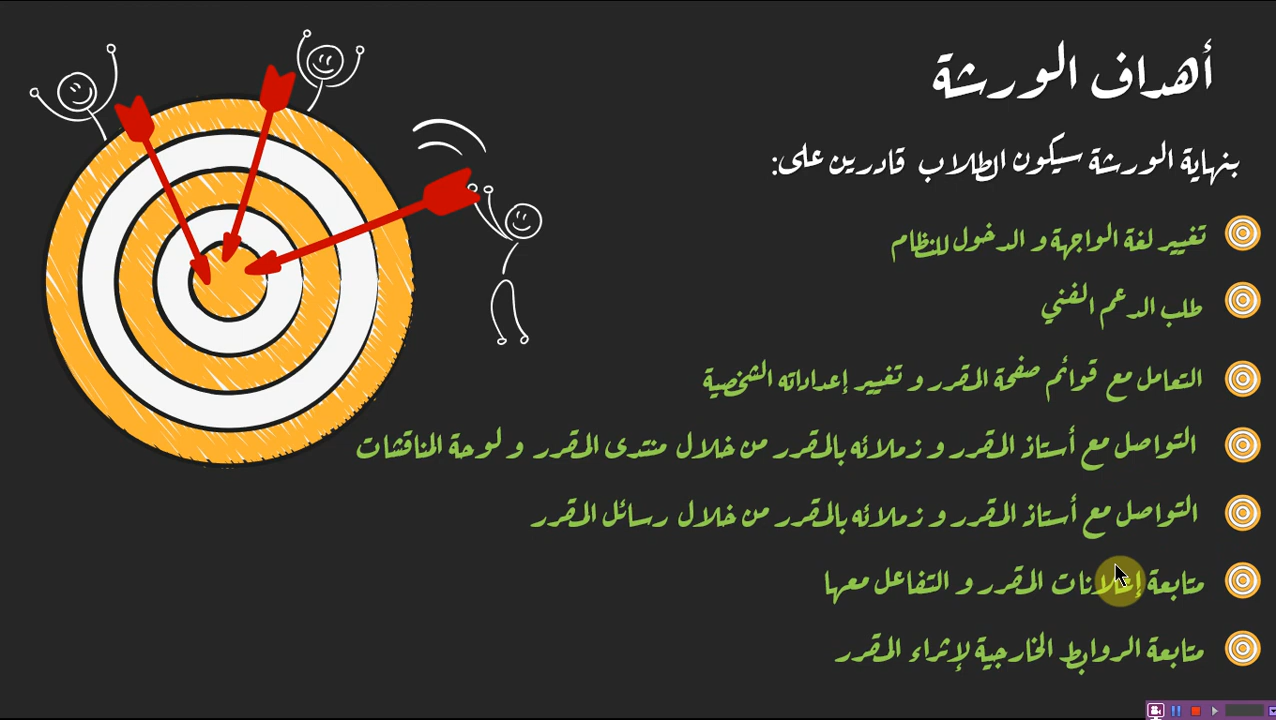 أهداف الورشة
بنهاية الورشة سيكون الطلاب قادرين على:
تغيير لغة الواجهة و الدخول للنظام
طلب الدعم الفني
التعامل مع قوائم صفحة المقرر و تغيير إعداداته الشخصية
التواصل مع أستاذ المقرر و زملائه بالمقرر من خلال منتدى المقرر و لوحة المناقشات
التواصل مع أستاذ المقرر و زملائه بالمقرر من خلال رسائل المقرر
متابعة إعلانات المقرر و التفاعل معها
متابعة الروابط الخارجية لإثراء المقرر